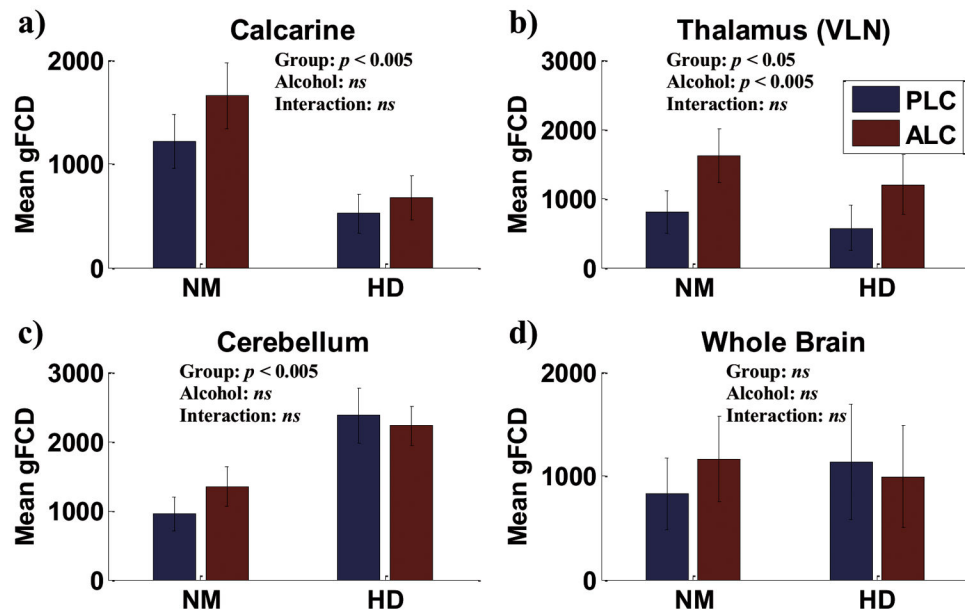 a)
Calcarine
Group: p < 0.005
Alcohol: ns
Interaction: ns
Mean gFCD
2000
1000
0
NM
HD
b)
Thalamus (VLN)
Group: p < 0.05
Alcohol: p < 0.005
Interaction: ns
PLC
ALC
Mean gFCD
3000
2000
1000
0
NM
HD
c)
Cerebellum
Group: p < 0.005
Alcohol: ns
Interaction: ns
Mean gFCD
3000
2000
1000
0
NM
HD
d)
Whole Brain
Group: ns
Alcohol: ns
Interaction: ns
Mean gFCD
2000
1000
0
NM
HD